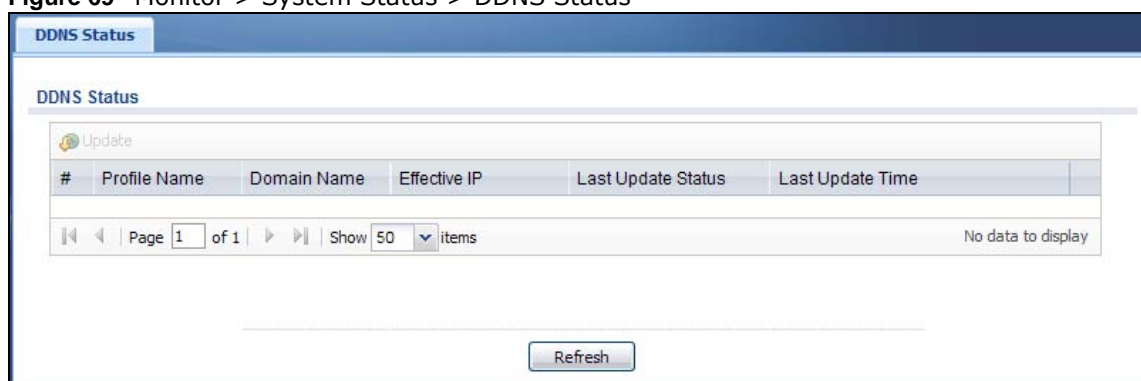 Figure 69 Monitor > System Status > DDNS Status
DDNS Status
DDNS Status
Update
# Profile Name Domain Name Effective IP Last Update Status Last Update Time
Page 1 of 1 Show 50 items No data to display
Refresh